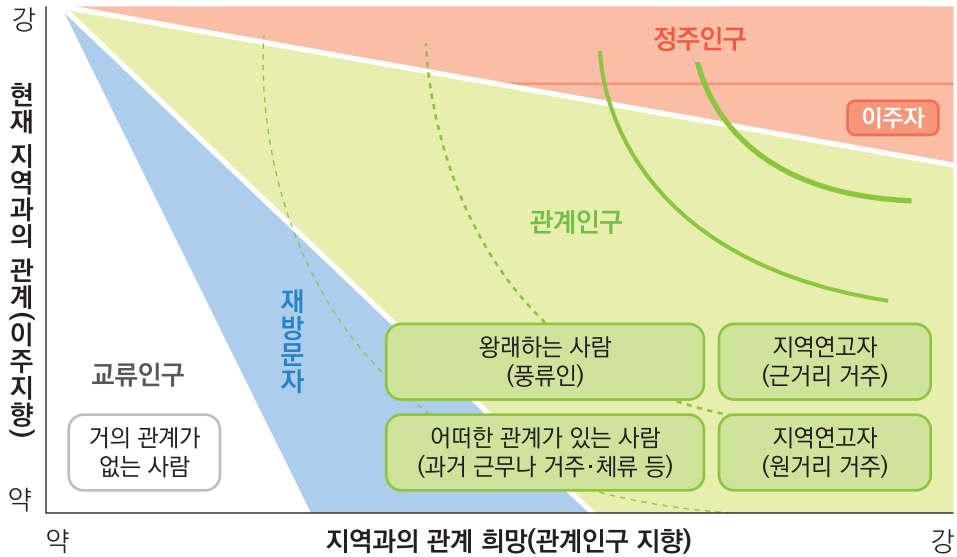 강
현재 지역과의 관계(이주지향)
약
정주인구
이주자
관계인구
재방문자
교류인구
거의 관계가
없는 사람
왕래하는 사람
(풍류인)
지역연고자
(근거리 거주)
어떠한 관계가 있는 사람
(과거 근무나 거주·체류 등)
지역연고자
(원거리 거주)
약
지역과의 관계 희망(관계인구 지향)
강